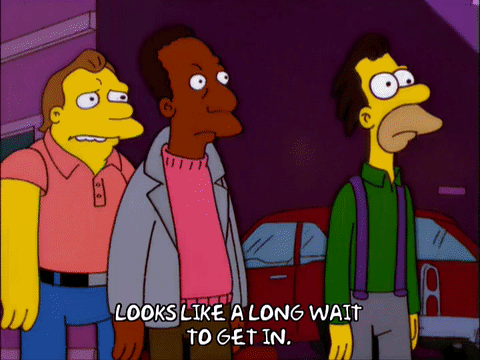 LOOKS LIKE A LONG WAIT
TO GET IN.